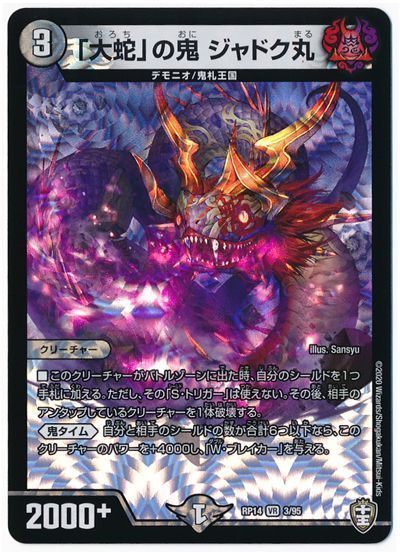 3
「大蛇」の鬼 ジャドク丸
おろち おに まる
デモニオ/鬼札王国
illus. Sansyu
クリーチャー
■このクリーチャーがバトルゾーンに出た時、自分のシールドを1つ
手札に加える。ただし、その「S・トリガー」は使えない。その後、相手の
アンタップしているクリーチャーを1体破壊する。
鬼タイム 自分と相手のシールドの数が合計6つ以下なら、この
クリーチャーのパワーを+4000し、「W・ブレイカー」を与える。
©2020 Wizards/Shogakukan/Mitsui-Kids
2000+
RP14 VR 3/95